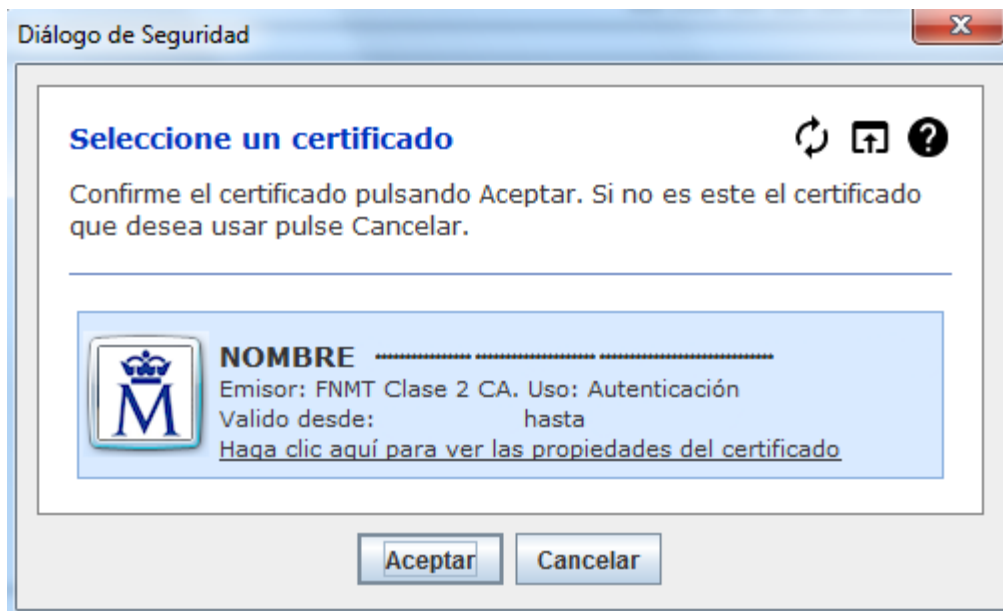 Diálogo de Seguridad
Seleccione un certificado
Confirme el certificado pulsando Aceptar. Si no es este el certificado
que desea usar pulse Cancelar.
NOMBRE
Emisor: FNMT Clase 2 CA. Uso: Autenticación
Valido desde: hasta
Haga clic aquí para ver las propiedades del certificado
Aceptar Cancelar